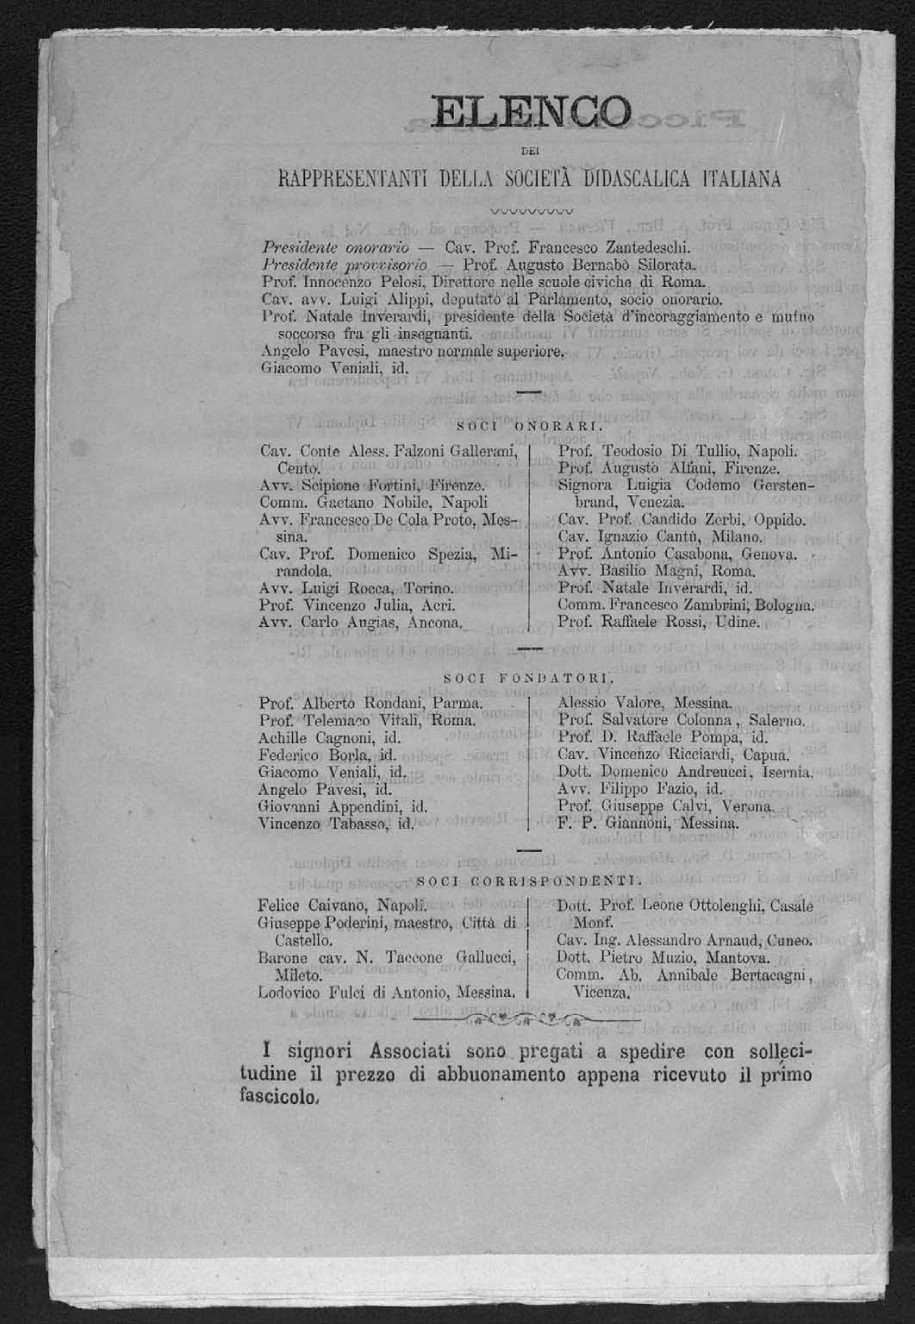 ELENCO
DEI
RAPPRESENTANTI DELLA SOCIETÀ DIDASCALICA ITALIANA
Presidente onorario — Cav. Prof. Francesco Zantedeschi.
Presidente provvisorio — Prof. Augusto Bernabò Silorata.
Prof. Innocenzo Pelosi, Direttore nelle scuole civiche di Roma.
Cav. avv. Luigi Alippi, deputato al Parlamento, socio onorario.
Prof. Natale Inverardi, presidente della Società d'incoraggiamento e mutuo
soccorso fra gli insegnanti.
Angelo Pavesi, maestro normale superiore.
Giacomo Veniali, id.
SOCI ONORARI.
Cav. Conte Aless. Falzoni Gallerani,
Cento.
Avv. Scipione Fortini, Firenze.
Comm. Gaetano Nobile, Napoli
Avv. Francesco De Cola Proto, Mes-
sina.
Cav. Prof. Domenico Spezia, Mi-
randola.
Avv. Luigi Rocca, Torino.
Prof. Vincenzo Julia, Acri.
Avv. Carlo Augias, Ancona.
Prof. Teodosio Di Tullio, Napoli.
Prof. Augusto Alfani, Firenze.
Signora Luigia Codemo Gersten-
brand, Venezia.
Cav. Prof. Candido Zerbi, Oppido.
Cav. Ignazio Cantù, Milano.
Prof. Antonio Casabona, Genova.
Avv. Basilio Magni, Roma.
Prof. Natale Inverardi, id.
Comm. Francesco Zambrini, Bologna.
Prof. Raffaele Rossi, Udine.
SOCI FONDATORI.
Prof. Alberto Rondani, Parma.
Prof. Telemaco Vitali, Roma.
Achille Cagnoni, id.
Federico Borla, id.
Giacomo Veniali, id.
Angelo Pavesi, id.
Giovanni Appendini, id.
Vincenzo Tabasso, id.
Alessio Valore, Messina.
Prof. Salvatore Colonna, Salerno.
Prof. D. Raffaele Pompa, id.
Cav. Vincenzo Ricciardi, Capua.
Dott. Domenico Andreucci, Isernia.
Avv. Filippo Fazio, id.
Prof. Giuseppe Calvi, Verona.
F. P. Giannoni, Messina.
SOCI CORRISPONDENTI.
Felice Caivano, Napoli.
Giuseppe Poderini, maestro, Città di
Castello.
Barone cav. N. Taccone Gallucci,
Mileto.
Lodovico Fulci di Antonio, Messina.
Dott. Prof. Leone Ottolenghi, Casale
Monf.
Cav. Ing. Alessandro Arnaud, Cuneo.
Dott. Pietro Muzio, Mantova.
Comm. Ab. Annibale Bertacagni,
Vicenza.
I signori Associati sono pregati a spedire con solleci-
tudine il prezzo di abbuonamento appena ricevuto il primo
fascicolo.